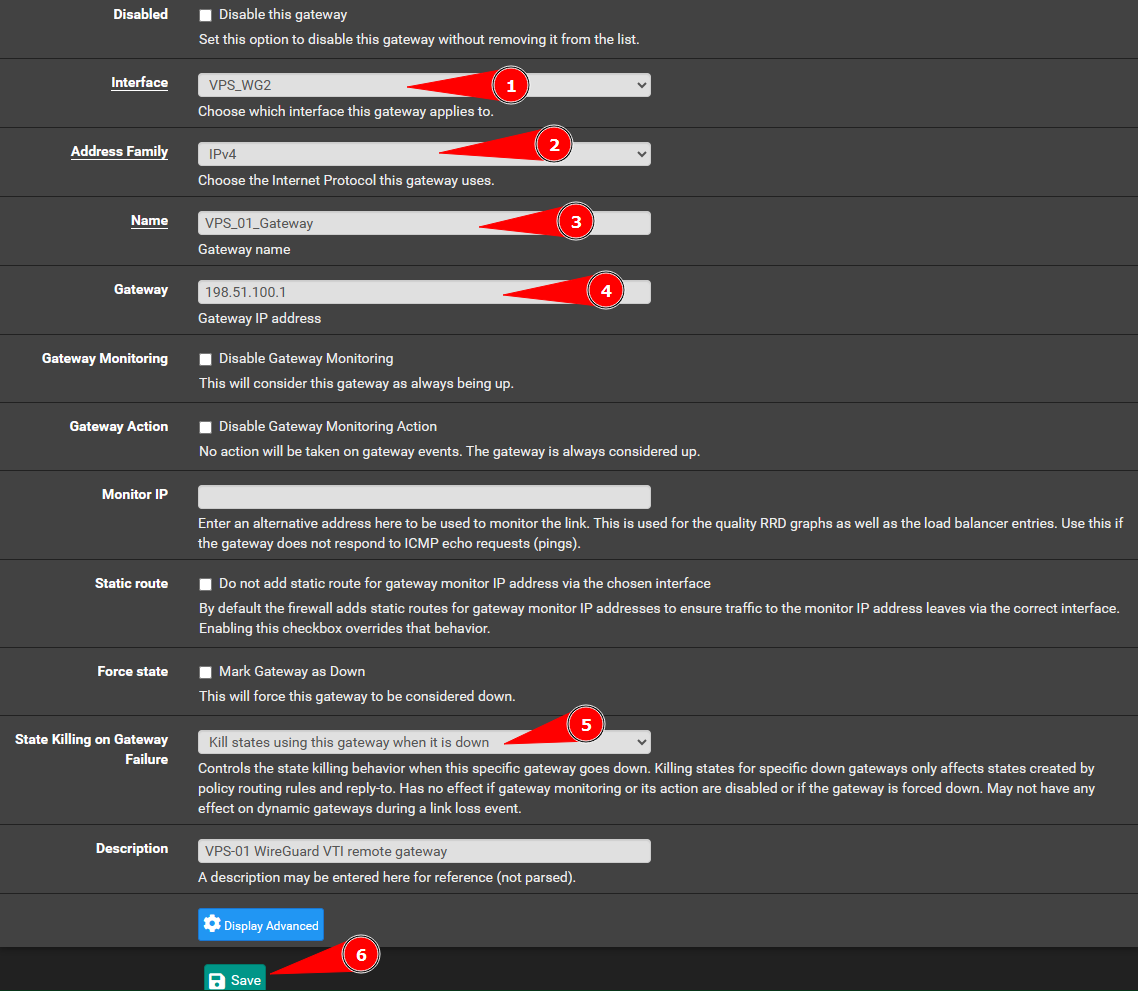 Disabled
Disable this gateway
Set this option to disable this gateway without removing it from the list.
Interface
VPS_WG2
1
Choose which interface this gateway applies to.
Address Family
IPv4
2
Choose the Internet Protocol this gateway uses.
Name
VPS_01_Gateway
3
Gateway name
Gateway
198.51.100.1
4
Gateway IP address
Gateway Monitoring
Disable Gateway Monitoring
This will consider this gateway as always being up.
Gateway Action
Disable Gateway Monitoring Action
No action will be taken on gateway events. The gateway is always considered up.
Monitor IP
Enter an alternative address here to be used to monitor the link. This is used for the quality RRD graphs as well as the load balancer entries. Use this if
the gateway does not respond to ICMP echo requests (pings).
Static route
Do not add static route for gateway monitor IP address via the chosen interface
By default the firewall adds static routes for gateway monitor IP addresses to ensure traffic to the monitor IP address leaves via the correct interface.
Enabling this checkbox overrides that behavior.
Force state
Mark Gateway as Down
This will force this gateway to be considered down.
State Killing on Gateway
Failure
Kill states using this gateway when it is down
5
Controls the state killing behavior when this specific gateway goes down. Killing states for specific down gateways only affects states created by
policy routing rules and reply-to. Has no effect if gateway monitoring or its action are disabled or if the gateway is forced down. May not have any
effect on dynamic gateways during a link loss event.
Description
VPS-01 WireGuard VTI remote gateway
A description may be entered here for reference (not parsed).
Display Advanced
6
Save